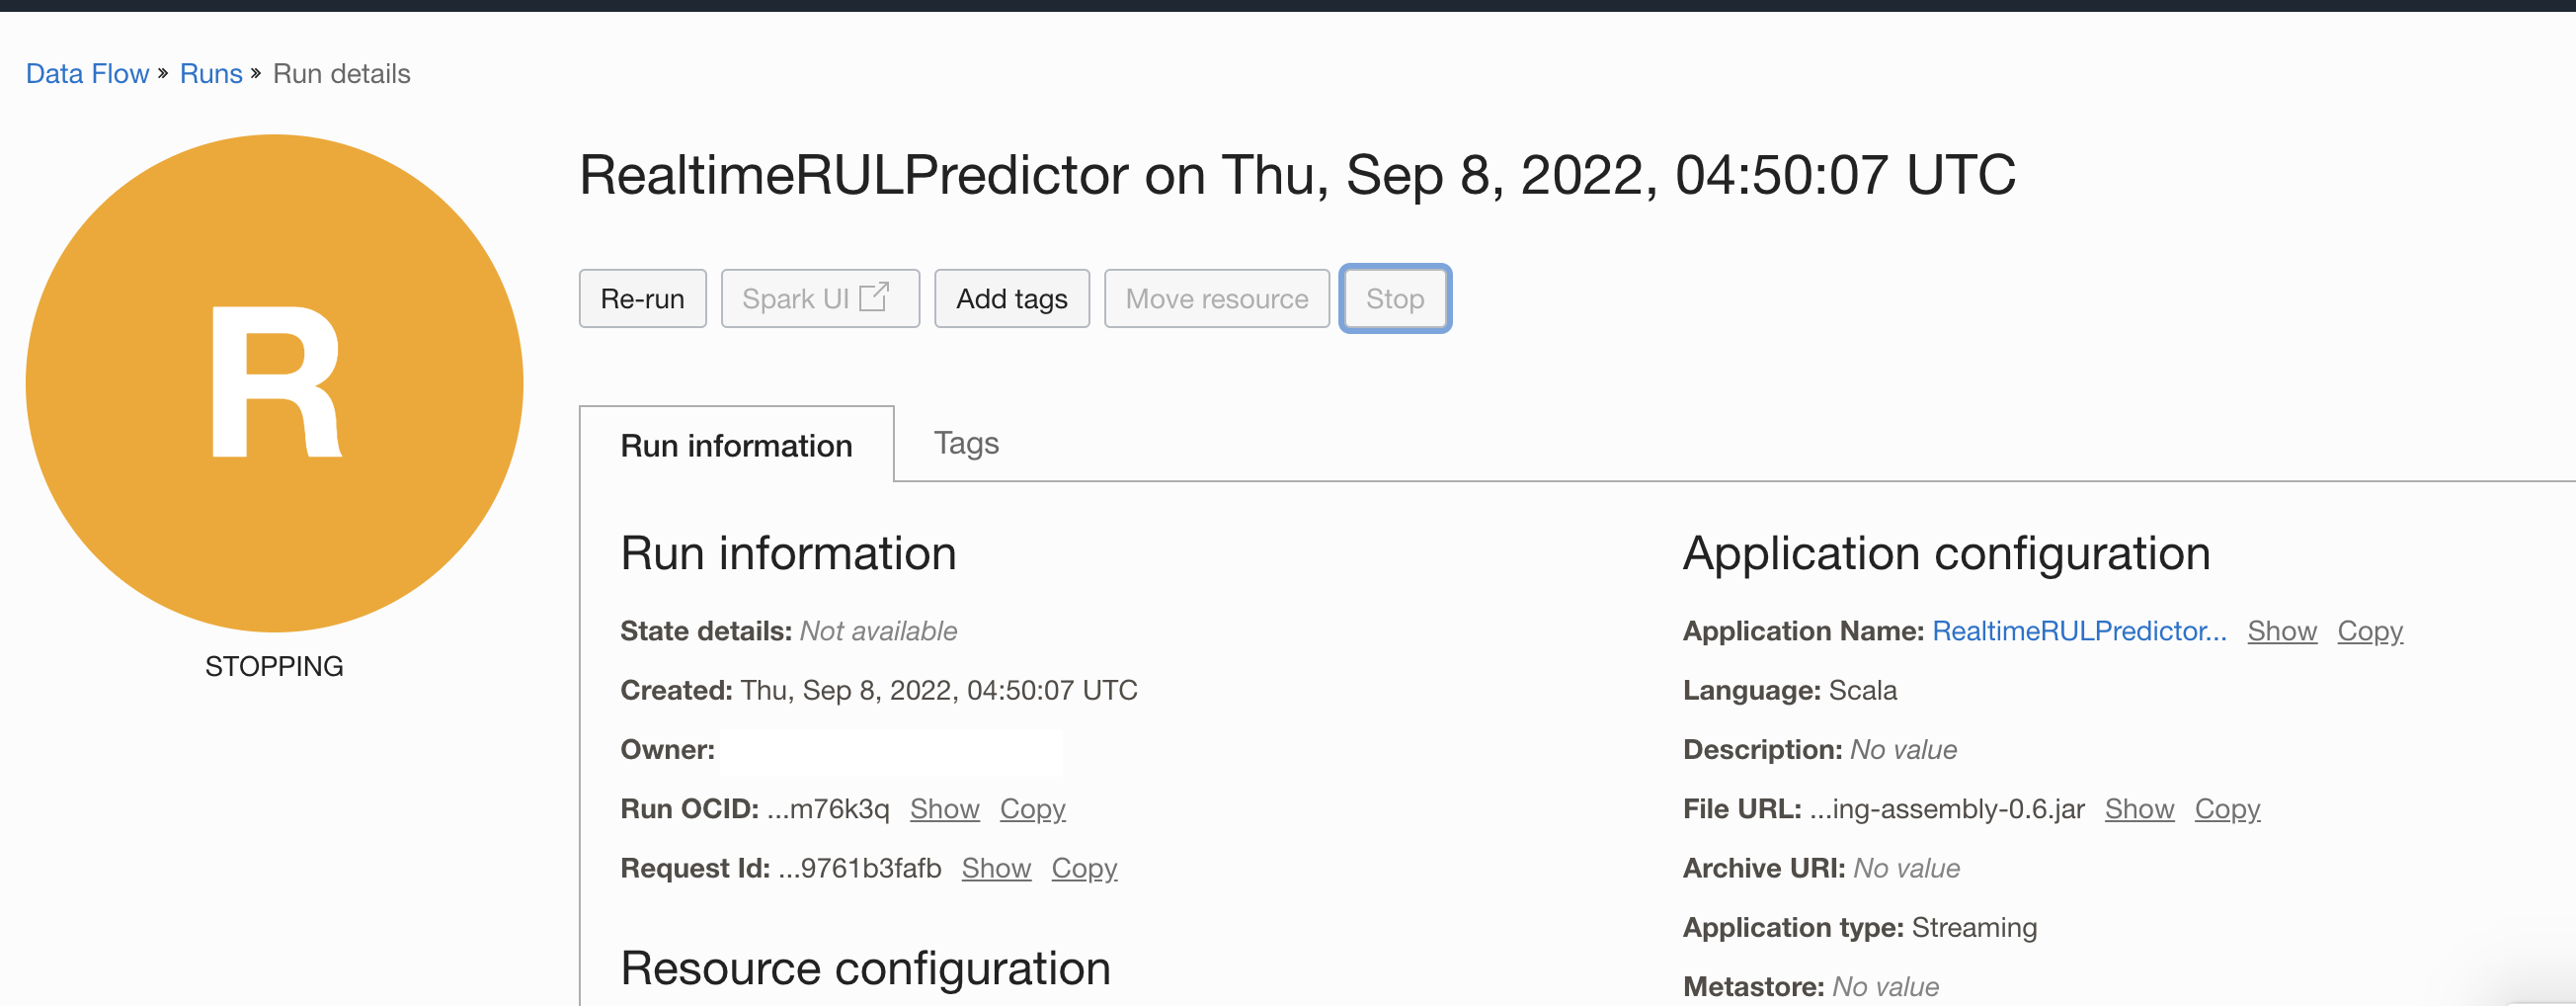 Data Flow » Runs » Run details
R
STOPPING
RealtimeRULPredictor on Thu, Sep 8, 2022, 04:50:07 UTC
Re-run Spark UI Add tags Move resource Stop
Run information Tags
Run information
State details: Not available
Created: Thu, Sep 8, 2022, 04:50:07 UTC
Owner:
Run OCID: ...m76k3q Show Copy
Request Id: ...9761b3fafb Show Copy
Resource configuration
Application configuration
Application Name: RealtimeRULPredictor... Show Copy
Language: Scala
Description: No value
File URL: ...ing-assembly-0.6.jar Show Copy
Archive URI: No value
Application type: Streaming
Metastore: No value